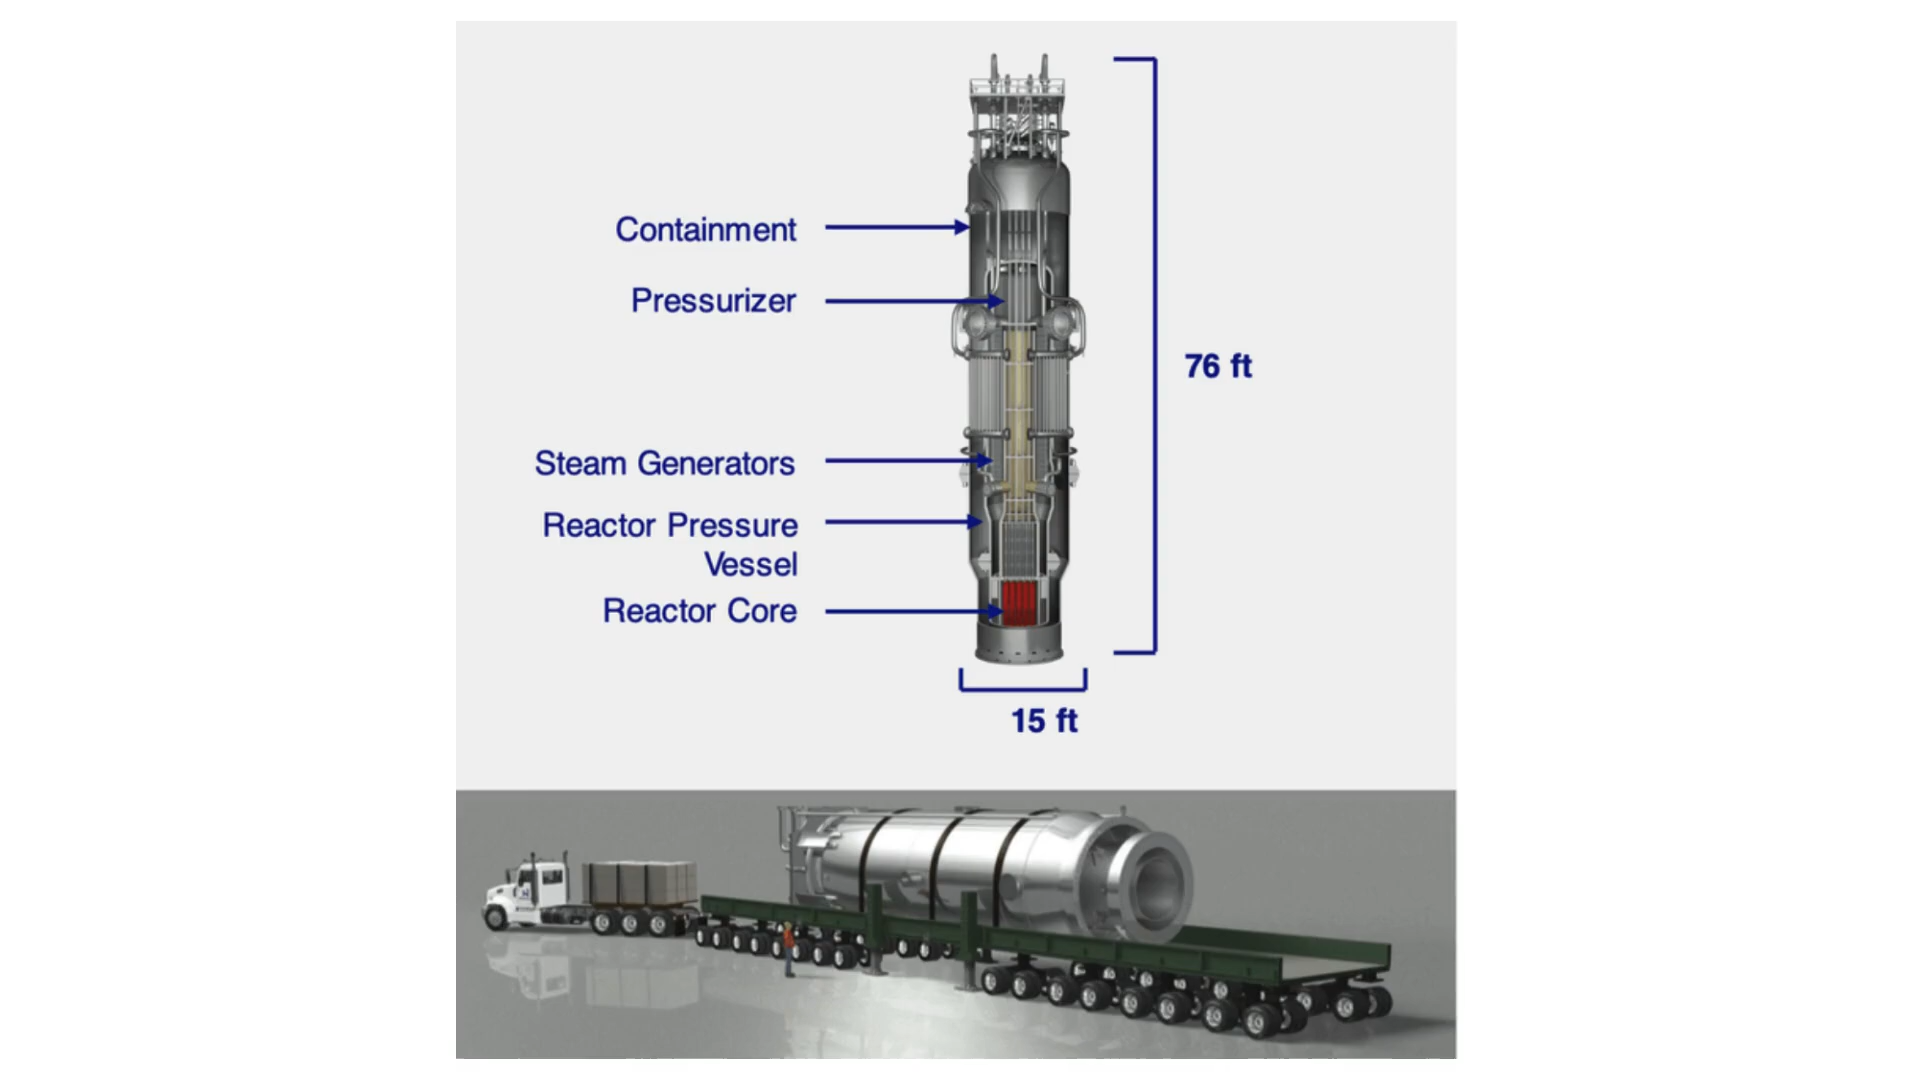 Containment
Pressurizer
76 ft
Steam Generators
Reactor Pressure
Vessel
Reactor Core
15 ft